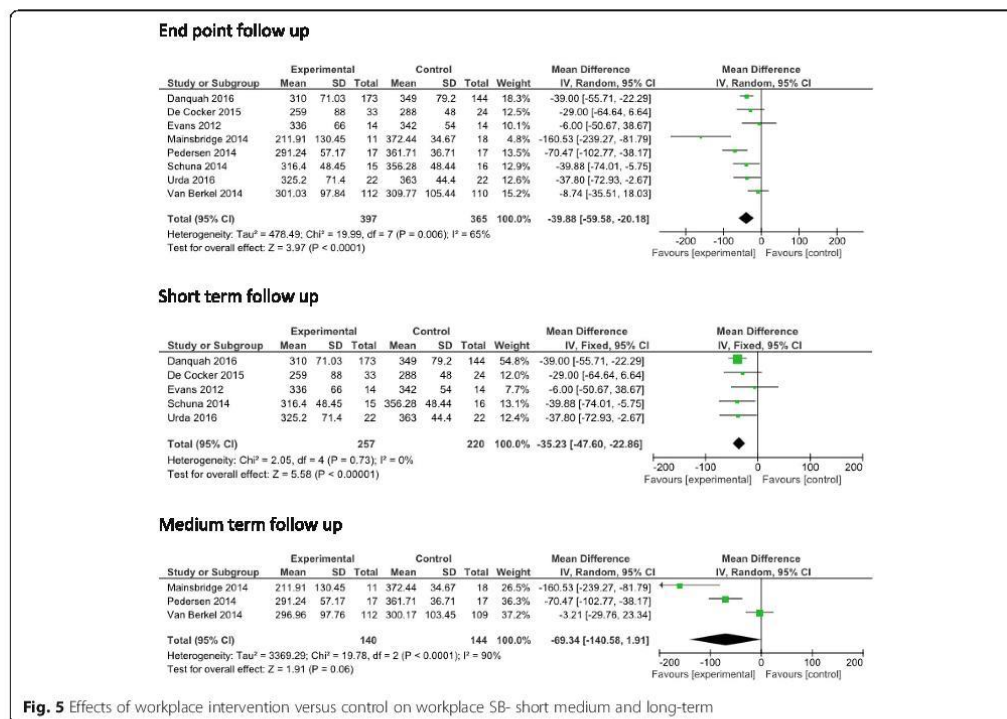 End point follow up
Experimental Control Mean Difference Mean Difference
Study or Subgroup Mean SD Total Mean SD Total Weight IV, Random, 95% CI IV, Random, 95% CI
Danquah 2016 310 71.03 173 349 79.2 144 18.3% -39.00 [-55.71, -22.29]
De Cocker 2015 259 88 33 288 48 24 12.5% -29.00 [-64.64, 6.64]
Evans 2012 336 66 14 342 54 14 10.1% -6.00 [-50.67, 38.67]
Mainsbridge 2014 211.91 130.45 11 372.44 34.67 18 4.8% -160.53 [-239.27, -81.79]
Pedersen 2014 291.24 57.17 17 361.71 36.71 17 13.5% -70.47 [-102.77, -38.17]
Schuna 2014 316.4 48.45 15 356.28 48.44 16 12.9% -39.88 [-74.01, -5.75]
Urda 2016 325.2 71.4 22 363 44.4 22 12.6% -37.80 [-72.93, -2.67]
Van Berkel 2014 301.03 97.84 112 309.77 105.44 110 15.2% -8.74 [-35.51, 18.03]
Total (95% CI) 397 365 100.0% -39.88 [-59.58, -20.18]
Heterogeneity: Tau² = 478.49; Chi² = 19.99, df = 7 (P = 0.006); I² = 65%
Test for overall effect: Z = 3.97 (P < 0.0001)
-200 -100 0 100 200
Favours [experimental] Favours [control]
Short term follow up
Experimental Control Mean Difference Mean Difference
Study or Subgroup Mean SD Total Mean SD Total Weight IV, Fixed, 95% CI IV, Fixed, 95% CI
Danquah 2016 310 71.03 173 349 79.2 144 54.8% -39.00 [-55.71, -22.29]
De Cocker 2015 259 88 33 288 48 24 12.0% -29.00 [-64.64, 6.64]
Evans 2012 336 66 14 342 54 14 7.7% -6.00 [-50.67, 38.67]
Schuna 2014 316.4 48.45 15 356.28 48.44 16 13.1% -39.88 [-74.01, -5.75]
Urda 2016 325.2 71.4 22 363 44.4 22 12.4% -37.80 [-72.93, -2.67]
Total (95% CI) 257 220 100.0% -35.23 [-47.60, -22.86]
Heterogeneity: Chi² = 2.05, df = 4 (P = 0.73); I² = 0%
Test for overall effect: Z = 5.58 (P < 0.00001)
-200 -100 0 100 200
Favours [experimental] Favours [control]
Medium term follow up
Experimental Control Mean Difference Mean Difference
Study or Subgroup Mean SD Total Mean SD Total Weight IV, Random, 95% CI IV, Random, 95% CI
Mainsbridge 2014 211.91 130.45 11 372.44 34.67 18 26.5% -160.53 [-239.27, -81.79]
Pedersen 2014 291.24 57.17 17 361.71 36.71 17 36.3% -70.47 [-102.77, -38.17]
Van Berkel 2014 296.96 97.76 112 300.17 103.45 109 37.2% -3.21 [-29.76, 23.34]
Total (95% CI) 140 144 100.0% -69.34 [-140.58, 1.91]
Heterogeneity: Tau² = 3369.29; Chi² = 19.78, df = 2 (P < 0.0001); I² = 90%
Test for overall effect: Z = 1.91 (P = 0.06)
-200 -100 0 100 200
Favours [experimental] Favours [control]
Fig. 5 Effects of workplace intervention versus control on workplace SB- short medium and long-term